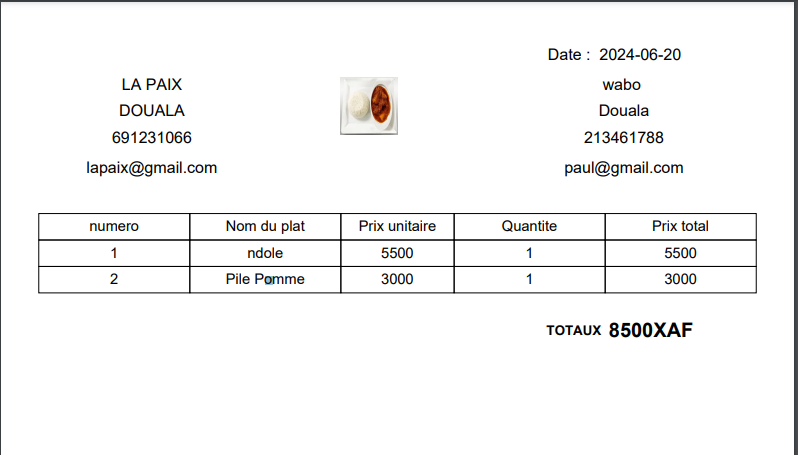 Date : 2024-06-20
LA PAIX
DOUALA
691231066
lapaix@gmail.com
wabo
Douala
213461788
paul@gmail.com
numero Nom du plat Prix unitaire Quantite Prix total
1 ndole 5500 1 5500
2 Pile Pomme 3000 1 3000
TOTAUX 8500XAF